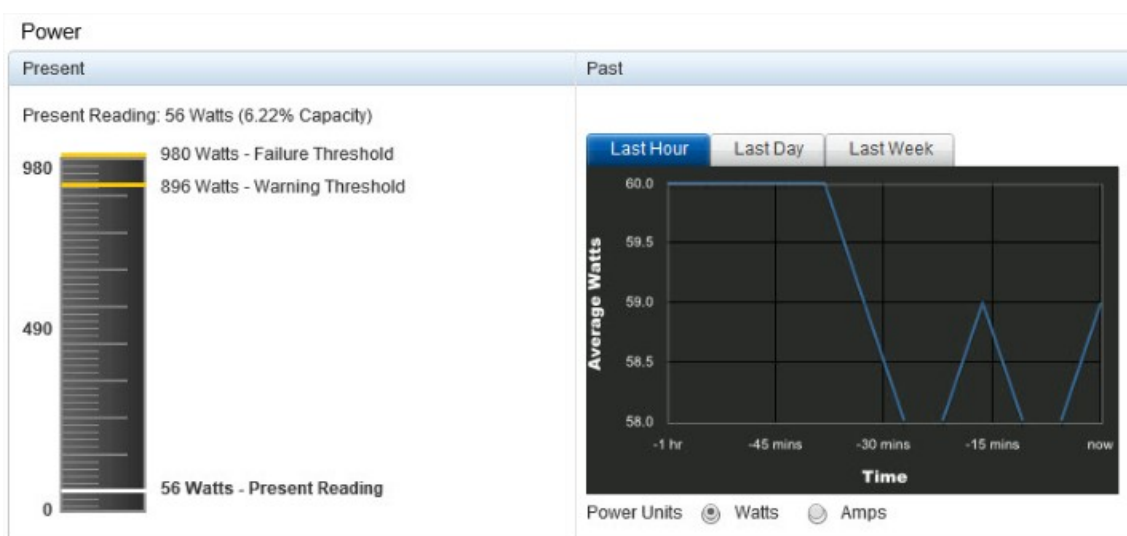 Power
Present
Past
Present Reading: 56 Watts (6.22% Capacity)
980
980 Watts - Failure Threshold
896 Watts - Warning Threshold
490
56 Watts - Present Reading
0
Last Hour Last Day Last Week
Average Watts
60.0
59.5
59.0
58.5
58.0
-1 hr -45 mins -30 mins -15 mins now
Time
Power Units Watts Amps